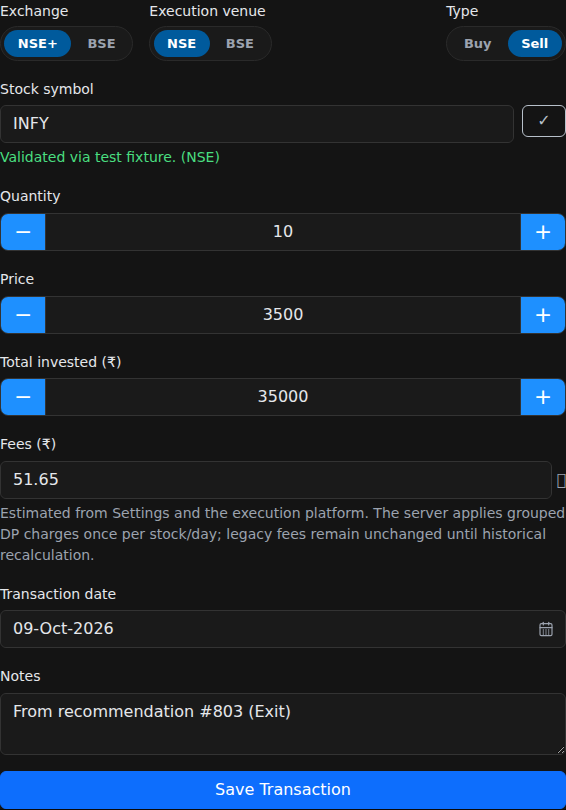 Exchange Execution venue Type
NSE+ BSE NSE BSE Buy Sell
Stock symbol
INFY ✓
Validated via test fixture. (NSE)
Quantity
− 10 +
Price
− 3500 +
Total invested (₹)
− 35000 +
Fees (₹)
51.65
Estimated from Settings and the execution platform. The server applies grouped
DP charges once per stock/day; legacy fees remain unchanged until historical
recalculation.
Transaction date
09-Oct-2026
Notes
From recommendation #803 (Exit)
Save Transaction